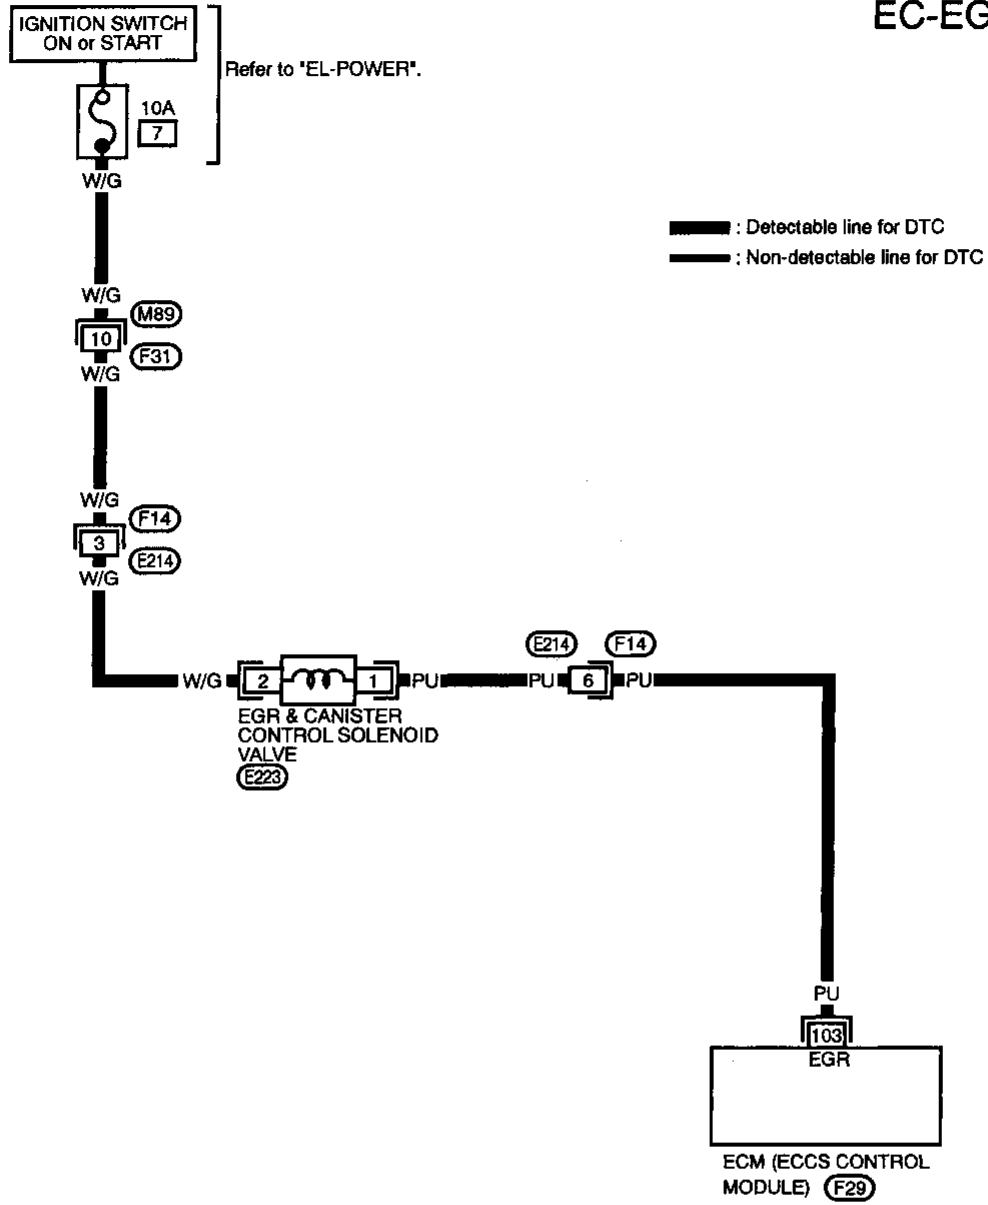 EC-EG
IGNITION SWITCH
ON or START
Refer to "EL-POWER".
10A
7
W/G
: Detectable line for DTC
: Non-detectable line for DTC
W/G
M89
10
F31
W/G
W/G
F14
3
E214
W/G
E214
F14
W/G
2
1
PU
PU
6
PU
EGR & CANISTER
CONTROL SOLENOID
VALVE
E223
PU
103
EGR
ECM (ECCS CONTROL
MODULE)
F29